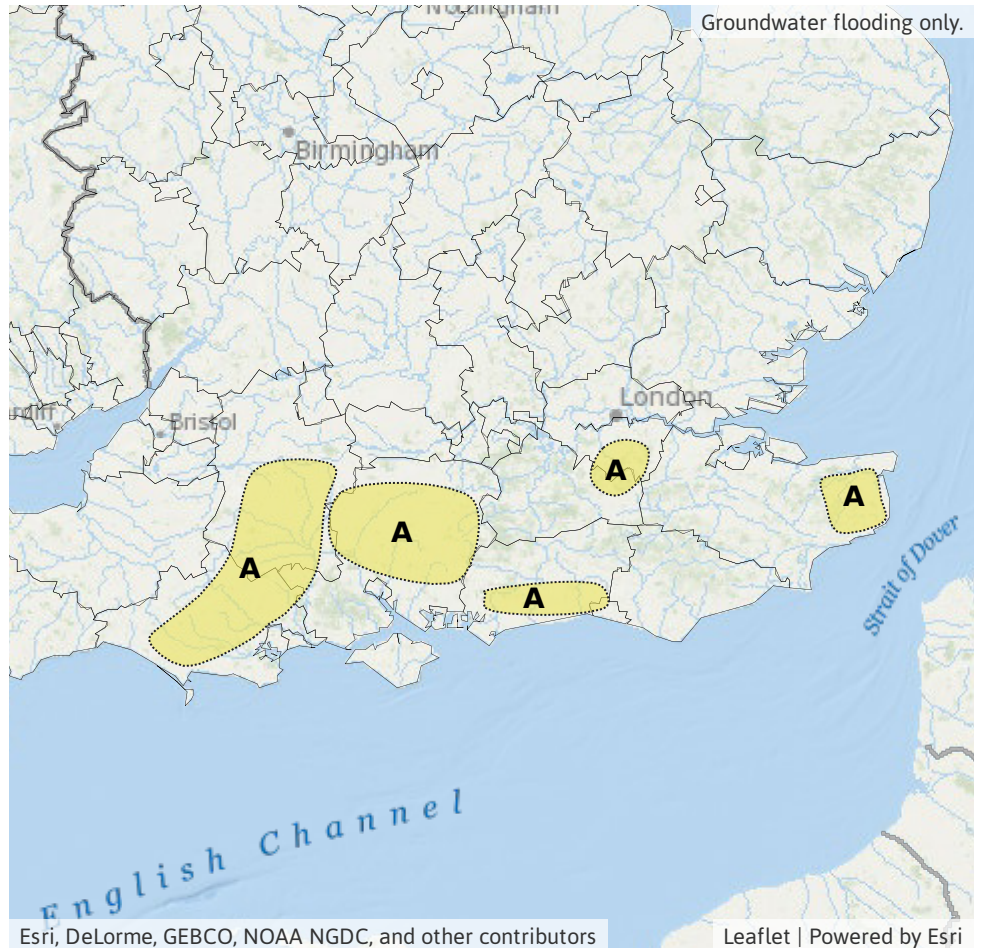 Nottingham
Groundwater flooding only.
Birmingham
London
Bristol
A
A
A
A
A
A
Strait of Dover
English Channel
Esri, DeLorme, GEBCO, NOAA NGDC, and other contributors
Leaflet | Powered by Esri